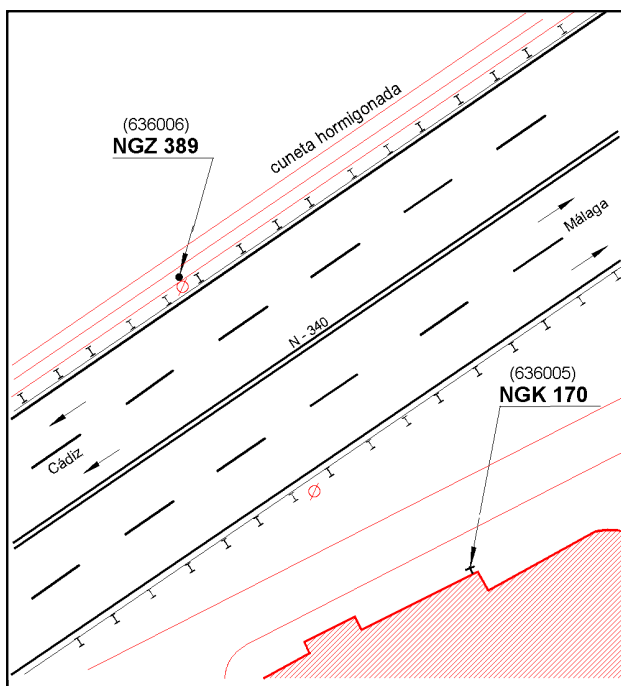 (636006)
NGZ 389
cuneta hormigonada
Málaga
N - 340
(636005)
NGK 170
Cádiz